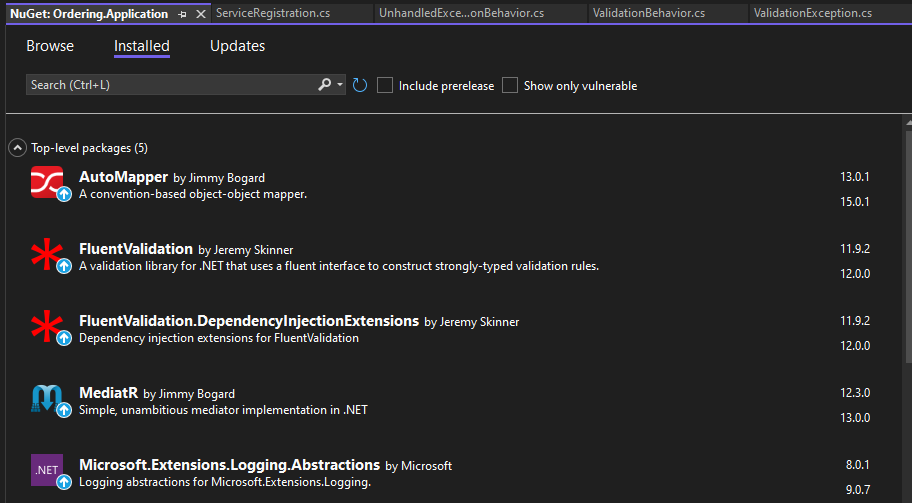 NuGet: Ordering.Application ServiceRegistration.cs UnhandledExce...onBehavior.cs ValidationBehavior.cs ValidationException.cs
Browse Installed Updates
Search (Ctrl+L) Include prerelease Show only vulnerable
Top-level packages (5)
AutoMapper by Jimmy Bogard 13.0.1
A convention-based object-object mapper.
15.0.1
FluentValidation by Jeremy Skinner 11.9.2
A validation library for .NET that uses a fluent interface to construct strongly-typed validation rules.
12.0.0
FluentValidation.DependencyInjectionExtensions by Jeremy Skinner 11.9.2
Dependency injection extensions for FluentValidation
12.0.0
MediatR by Jimmy Bogard 12.3.0
Simple, unambitious mediator implementation in .NET
13.0.0
.NET Microsoft.Extensions.Logging.Abstractions by Microsoft 8.0.1
Logging abstractions for Microsoft.Extensions.Logging.
9.0.7